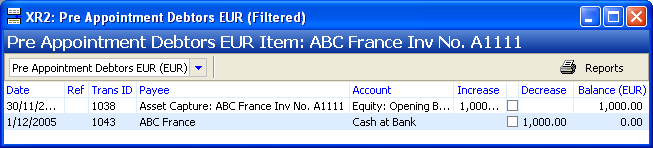 XR2: Pre Appointment Debtors EUR (Filtered)
Pre Appointment Debtors EUR Item: ABC France Inv No. A1111
Pre Appointment Debtors EUR (EUR) Reports
Date Ref Trans ID Payee Account Increase Decrease Balance (EUR)
30/11/2... 1038 Asset Capture: ABC France Inv No. A1111 Equity: Opening B... 1,000... 1,000.00
1/12/2005 1043 ABC France Cash at Bank 1,000.00 0.00